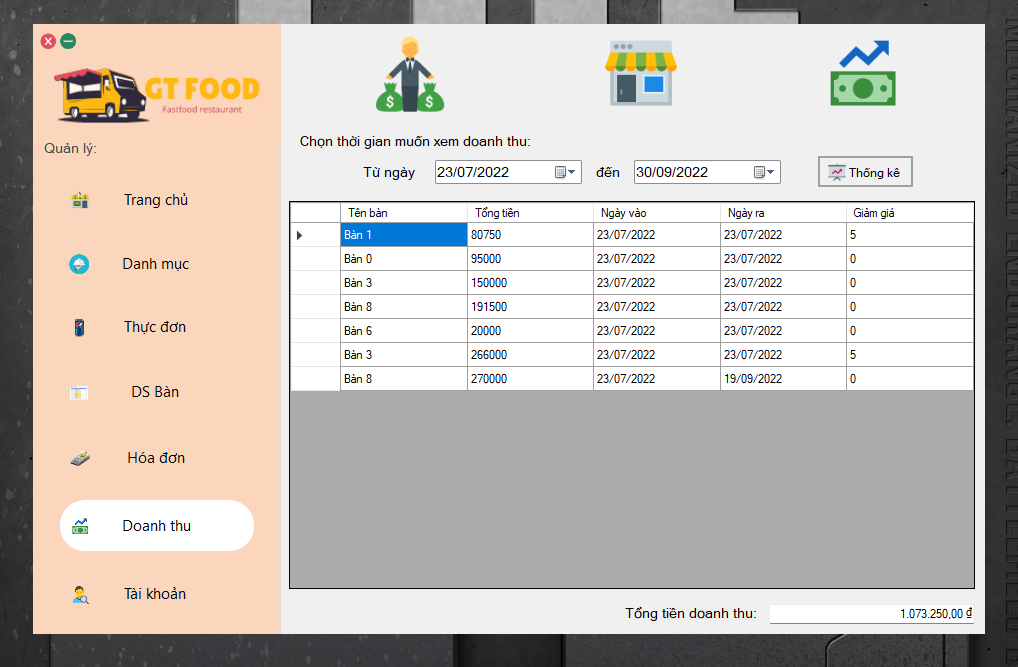 GT FOOD
Fastfood restaurant
Quản lý:
Trang chủ
Danh mục
Thực đơn
DS Bàn
Hóa đơn
Doanh thu
Tài khoản
Chọn thời gian muốn xem doanh thu:
Từ ngày 23/07/2022 đến 30/09/2022 Thống kê
Tên bàn Tổng tiền Ngày vào Ngày ra Giảm giá
Bàn 1 80750 23/07/2022 23/07/2022 5
Bàn 0 95000 23/07/2022 23/07/2022 0
Bàn 3 150000 23/07/2022 23/07/2022 0
Bàn 8 191500 23/07/2022 23/07/2022 0
Bàn 6 20000 23/07/2022 23/07/2022 0
Bàn 3 266000 23/07/2022 23/07/2022 5
Bàn 8 270000 23/07/2022 19/09/2022 0
Tổng tiền doanh thu: 1.073.250,00 ₫